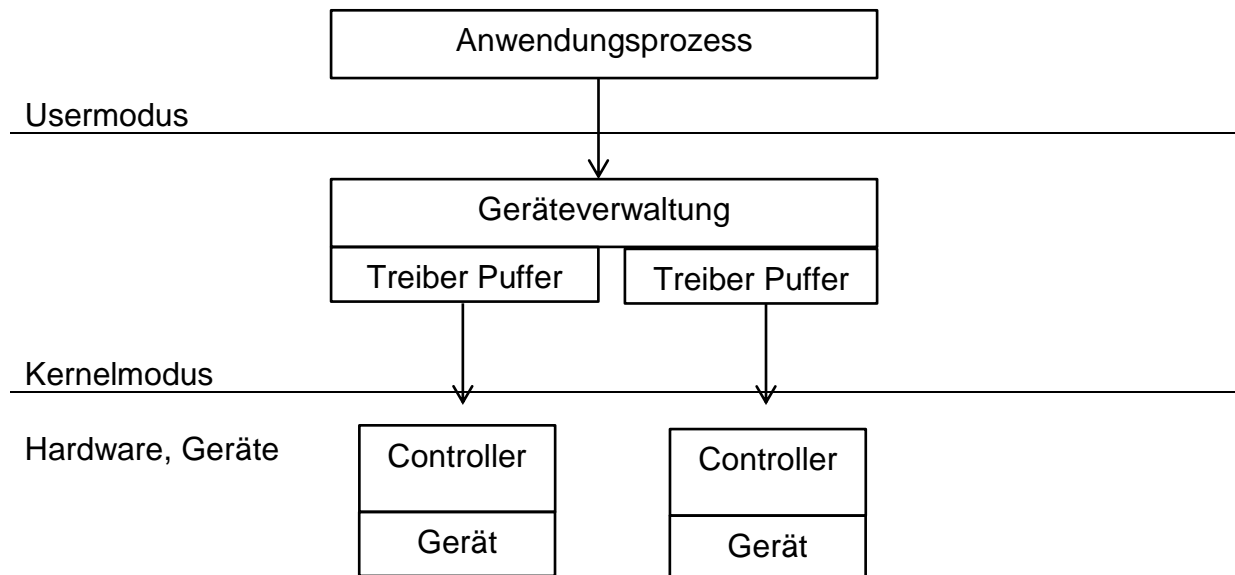 Anwendungsprozess
Usermodus
Geräteverwaltung
Treiber Puffer
Treiber Puffer
Kernelmodus
Hardware, Geräte
Controller
Controller
Gerät
Gerät